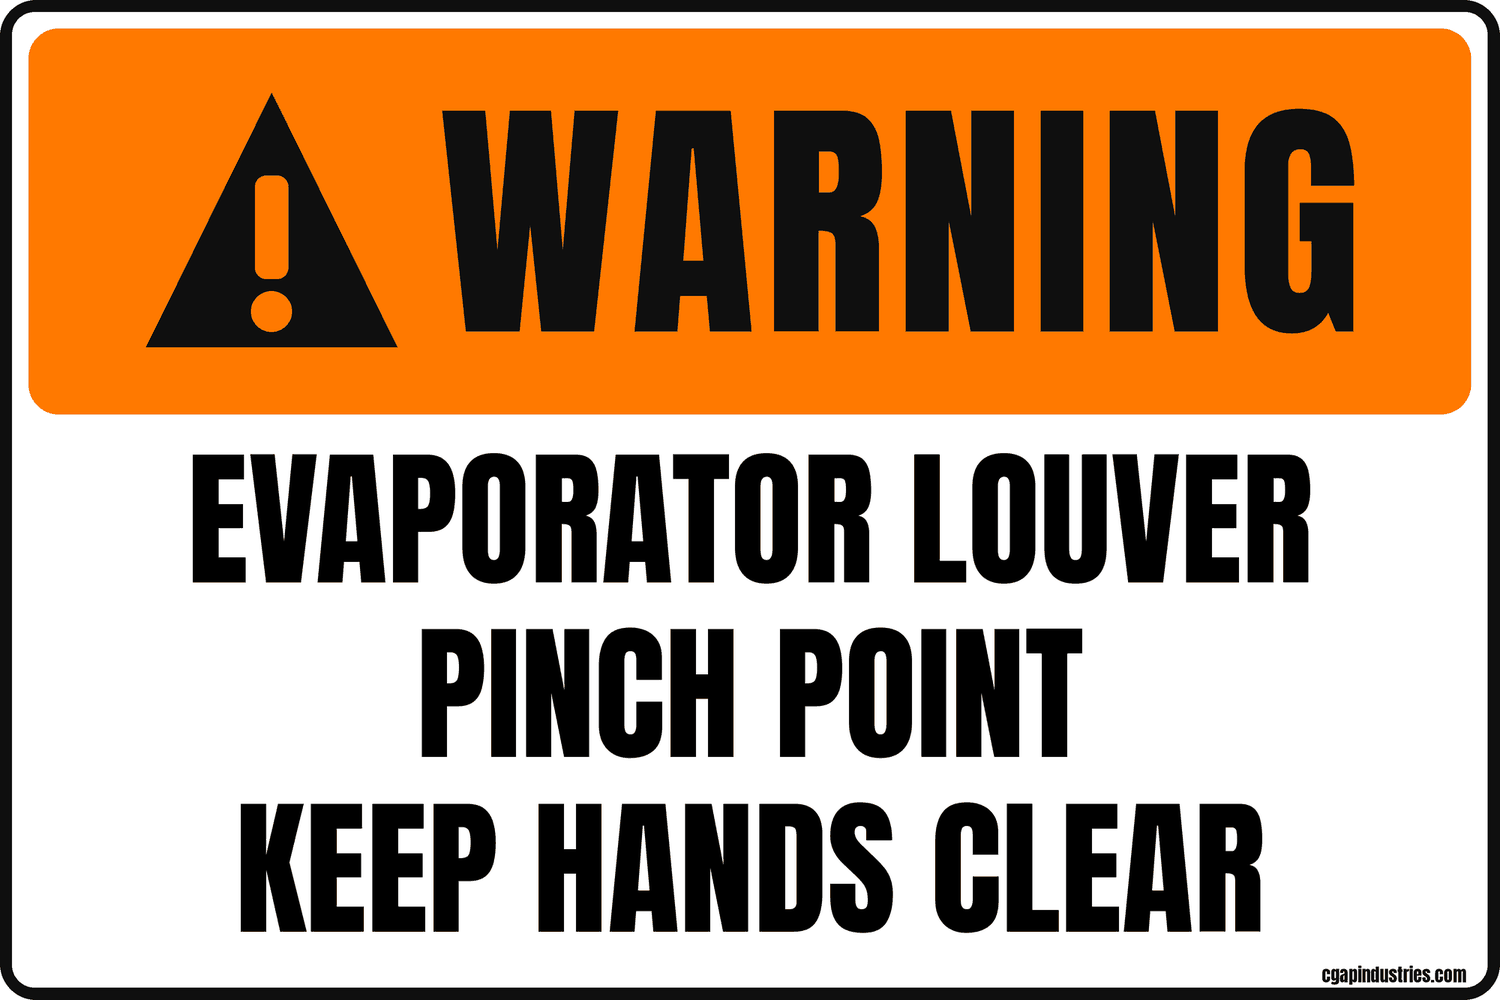 WARNING
EVAPORATOR LOUVER
PINCH POINT
KEEP HANDS CLEAR
cgapindustries.com